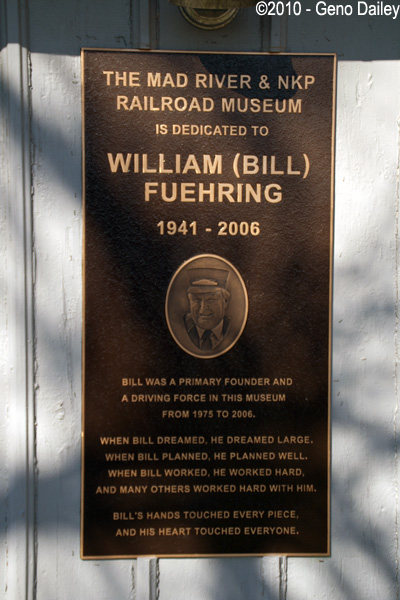 ©2010 - Geno Dailey
THE MAD RIVER & NKP
RAILROAD MUSEUM
IS DEDICATED TO
WILLIAM (BILL)
FUEHRING
1941 - 2006
BILL WAS A PRIMARY FOUNDER AND
A DRIVING FORCE IN THIS MUSEUM
FROM 1975 TO 2006.
WHEN BILL DREAMED, HE DREAMED LARGE.
WHEN BILL PLANNED, HE PLANNED WELL.
WHEN BILL WORKED, HE WORKED HARD,
AND MANY OTHERS WORKED HARD WITH HIM.
BILL'S HANDS TOUCHED EVERY PIECE,
AND HIS HEART TOUCHED EVERYONE.